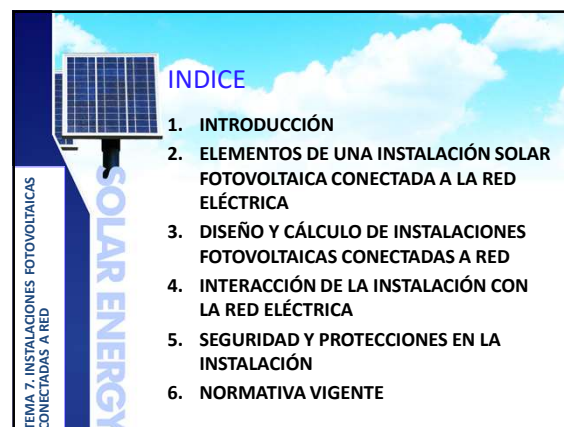 INDICE
1. INTRODUCCIÓN
2. ELEMENTOS DE UNA INSTALACIÓN SOLAR
FOTOVOLTAICA CONECTADA A LA RED
ELÉCTRICA
3. DISEÑO Y CÁLCULO DE INSTALACIONES
FOTOVOLTAICAS CONECTADAS A RED
4. INTERACCIÓN DE LA INSTALACIÓN CON
LA RED ELÉCTRICA
5. SEGURIDAD Y PROTECCIONES EN LA
INSTALACIÓN
6. NORMATIVA VIGENTE
TEMA 7. INSTALACIONES FOTOVOLTAICAS
CONECTADAS A RED
SOLAR ENERGY